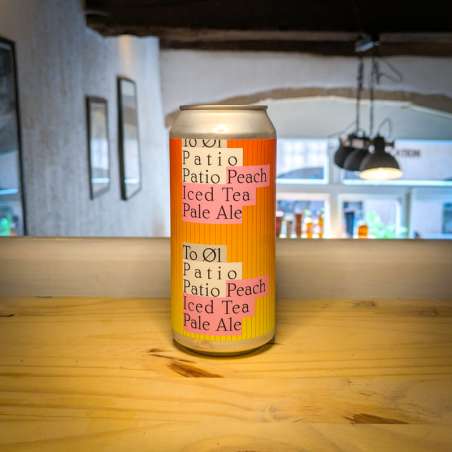 To Øl
Patio
Patio Peach
Iced Tea
Pale Ale
To Øl
Patio
Patio Peach
Iced Tea
Pale Ale